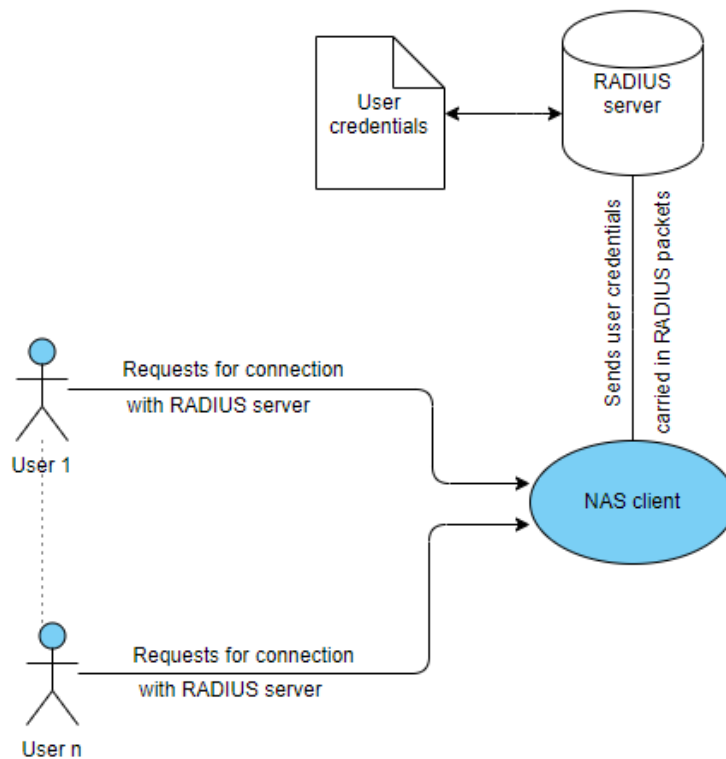 RADIUS
server
User
credentials
Sends user credentials
carried in RADIUS packets
Requests for connection
with RADIUS server
User 1
NAS client
Requests for connection
with RADIUS server
User n